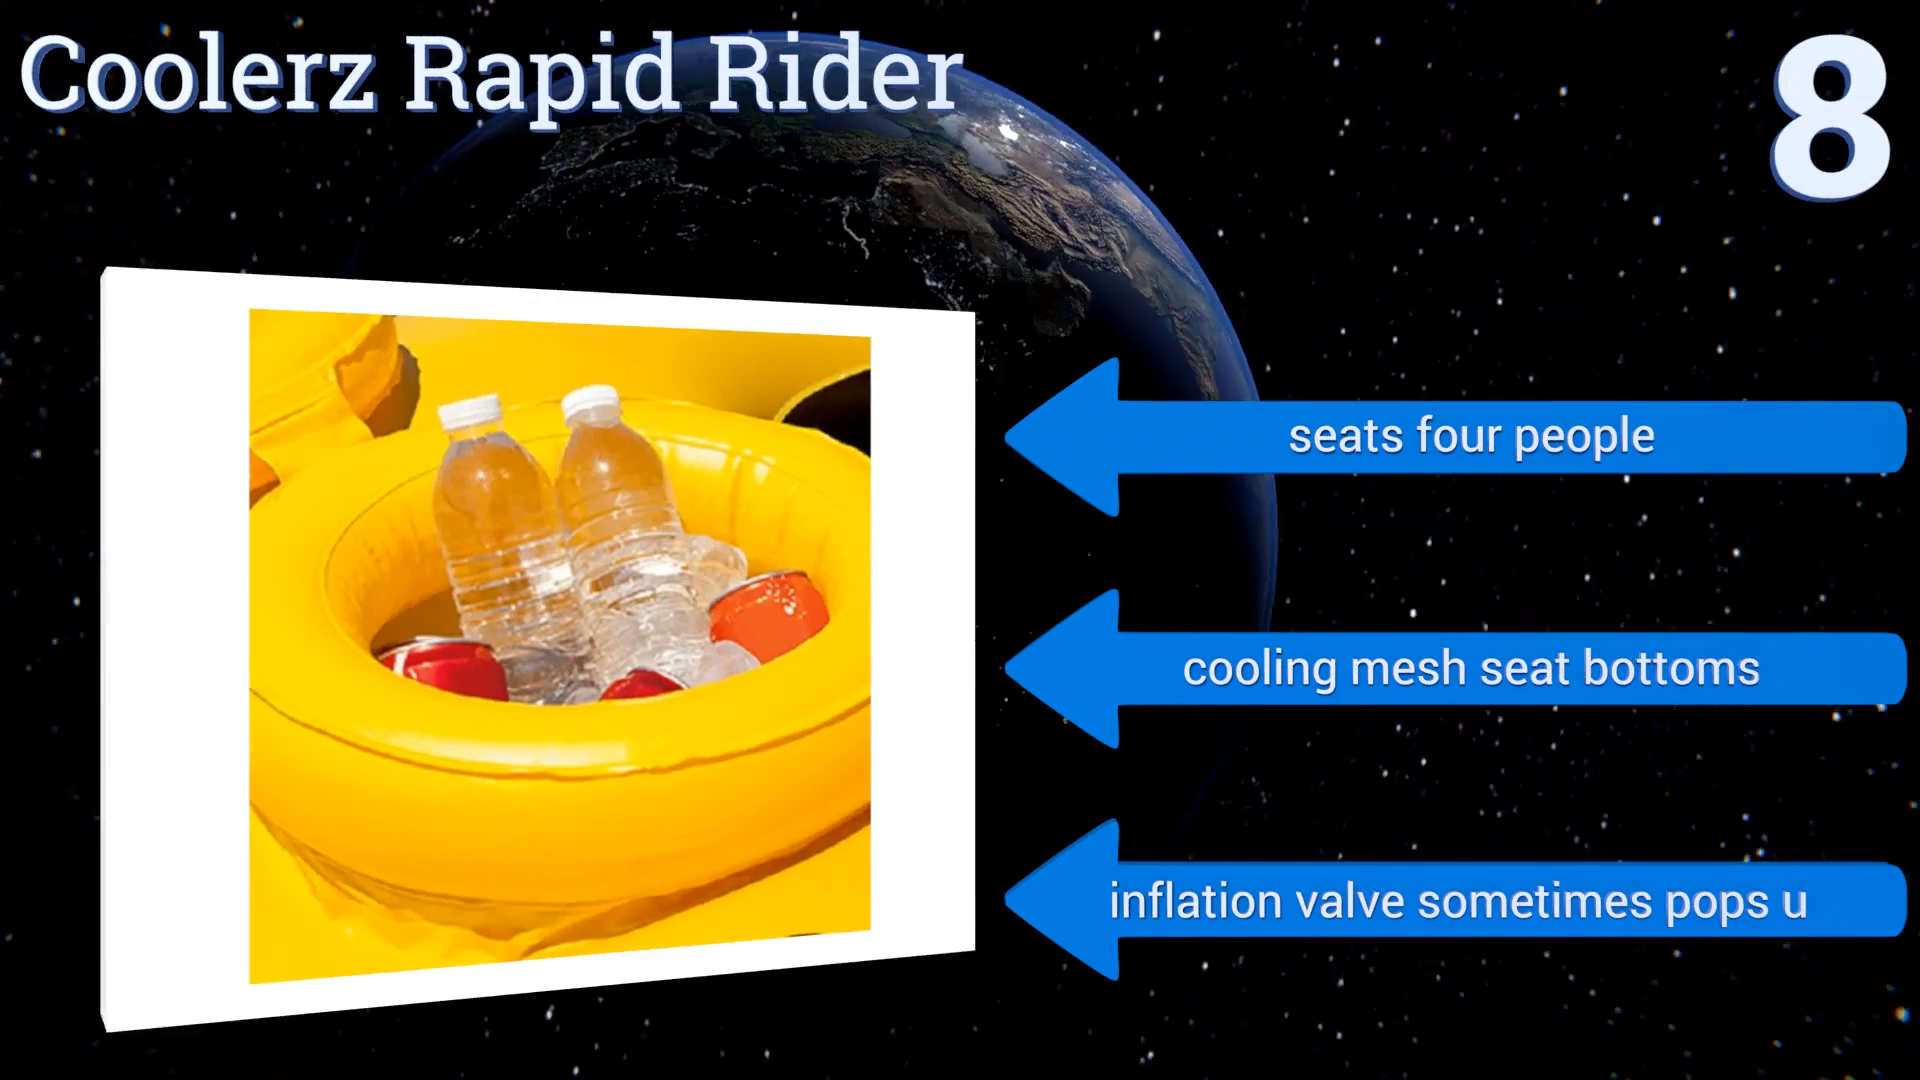 Coolerz Rapid Rider
8
seats four people
cooling mesh seat bottoms
inflation valve sometimes pops u